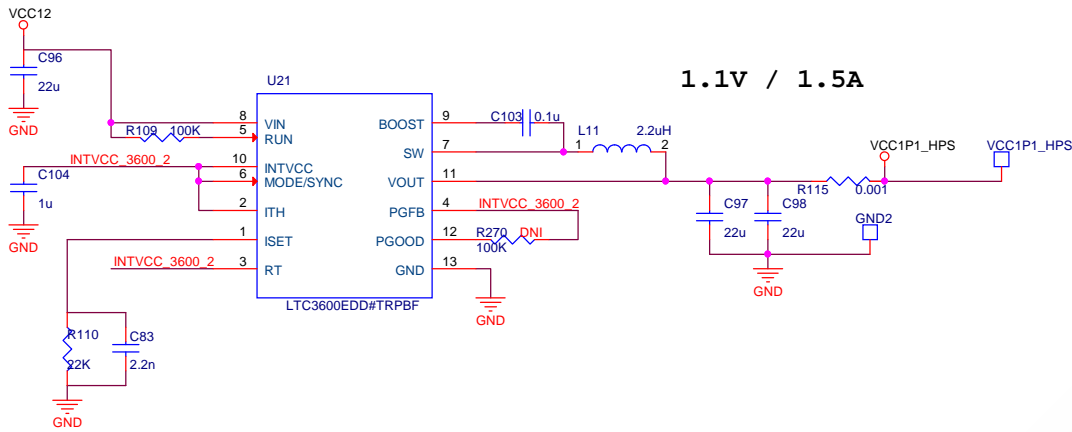 VCC12
C96
22u
GND
U21
1.1V / 1.5A
R109 100K
8 VIN
5 RUN
INTVCC_3600_2 10 INTVCC
6 MODE/SYNC
C104
1u
GND
2 ITH
1 ISET
INTVCC_3600_2 3 RT
BOOST 9
C103 0.1u
SW 7
L11 2.2uH
1 2
VOUT 11
PGFB 4 INTVCC_3600_2
PGOOD 12 R270 DNI
100K
GND 13
GND
LTC3600EDD#TRPBF
VCC1P1_HPS
VCC1P1_HPS
R115 0.001
C97
22u
C98
22u
GND2
GND
R110
22K
C83
2.2n
GND